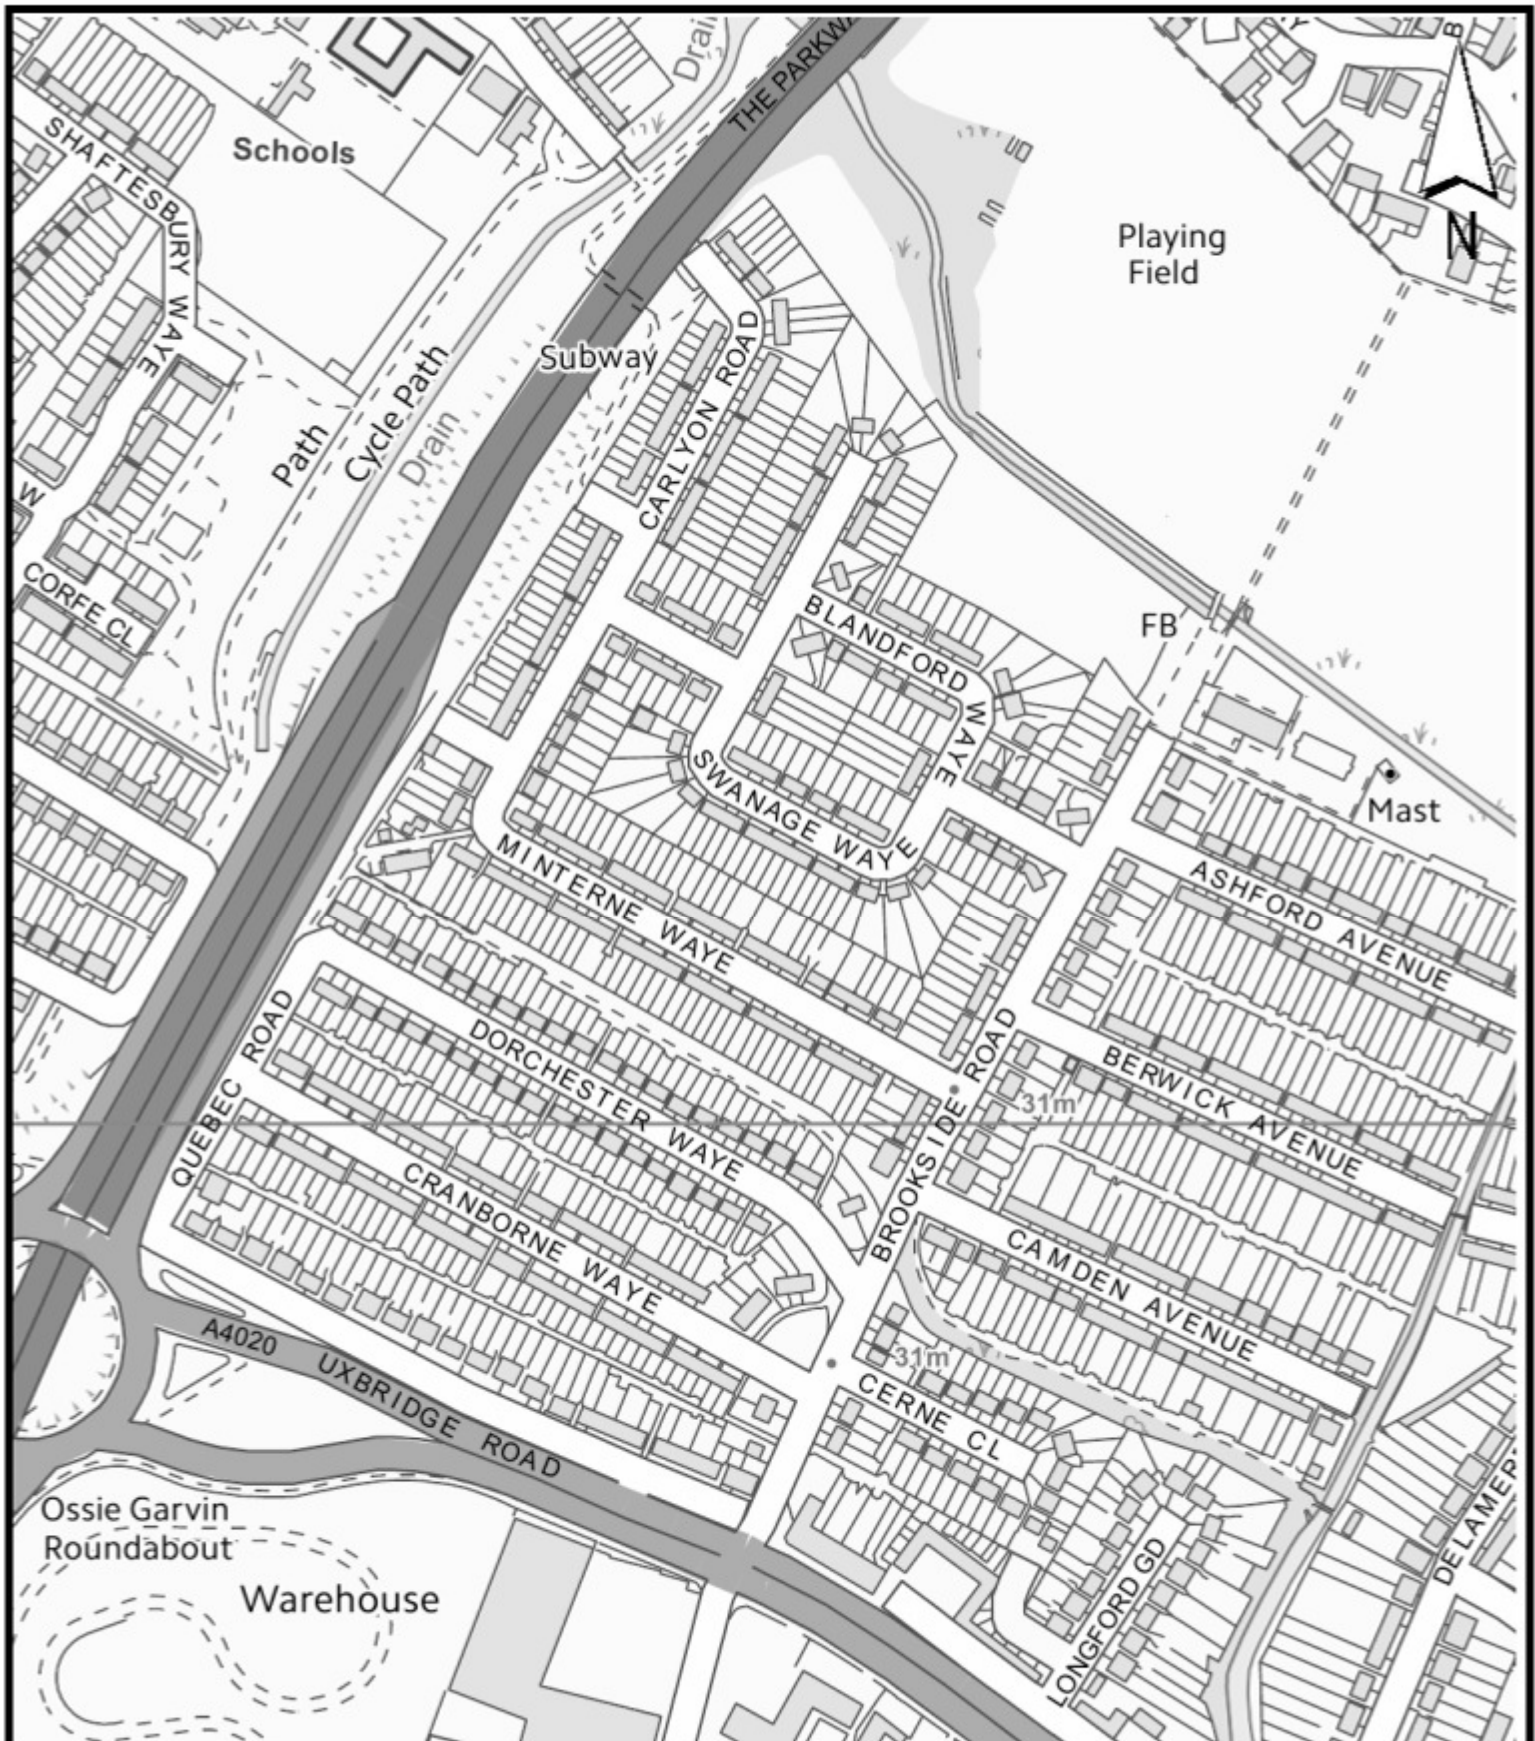 THE PARKWA
Drain
B
Y
N
SHAFTESBURY WAYE
Schools
Playing
Field
Subway
CARLYON ROAD
Path
Cycle Path
Drain
W
CORFE CL
BLANDFORD WAYE
FB
SWANAGE WAYE
Mast
MINTERNE WAYE
ASHFORD AVENUE
QUEBEC ROAD
DORCHESTER WAYE
BROOKSIDE ROAD
31m
BERWICK AVENUE
CRANBORNE WAYE
CAMDEN AVENUE
A4020 UXBRIDGE ROAD
31m
CERNE CL
Ossie Garvin
Roundabout
Warehouse
LONGFORD GD
DELAMER